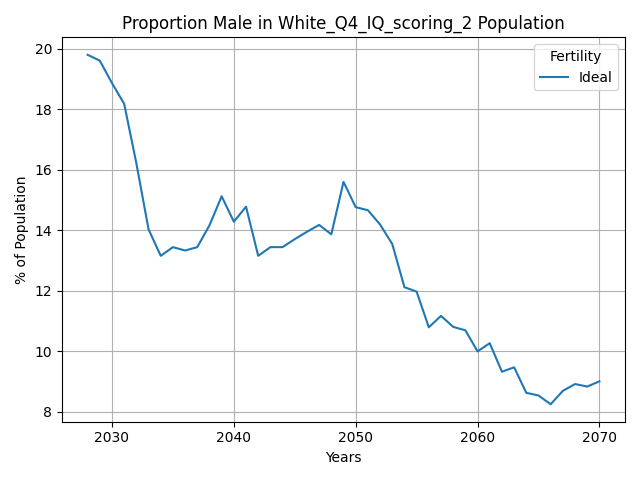 Proportion Male in White_Q4_IQ_scoring_2 Population
Fertility
Ideal
% of Population
20
18
16
14
12
10
8
2030
2040
2050
2060
2070
Years